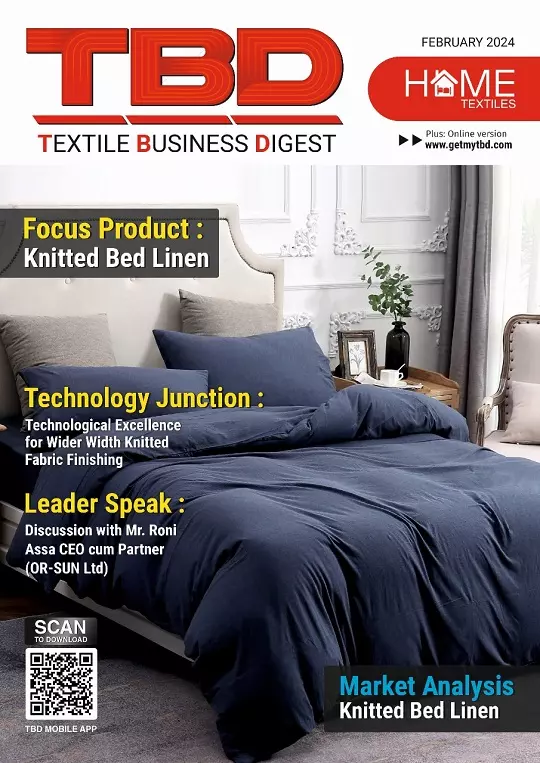 TBD
TEXTILE BUSINESS DIGEST
FEBRUARY 2024
HOME
TEXTILES
Plus: Online version
www.getmytbd.com
Focus Product :
Knitted Bed Linen
Technology Junction :
Technological Excellence
for Wider Width Knitted
Fabric Finishing
Leader Speak :
Discussion with Mr. Roni
Assa CEO cum Partner
(OR-SUN Ltd)
SCAN
TO DOWNLOAD
TBD MOBILE APP
Market Analysis
Knitted Bed Linen